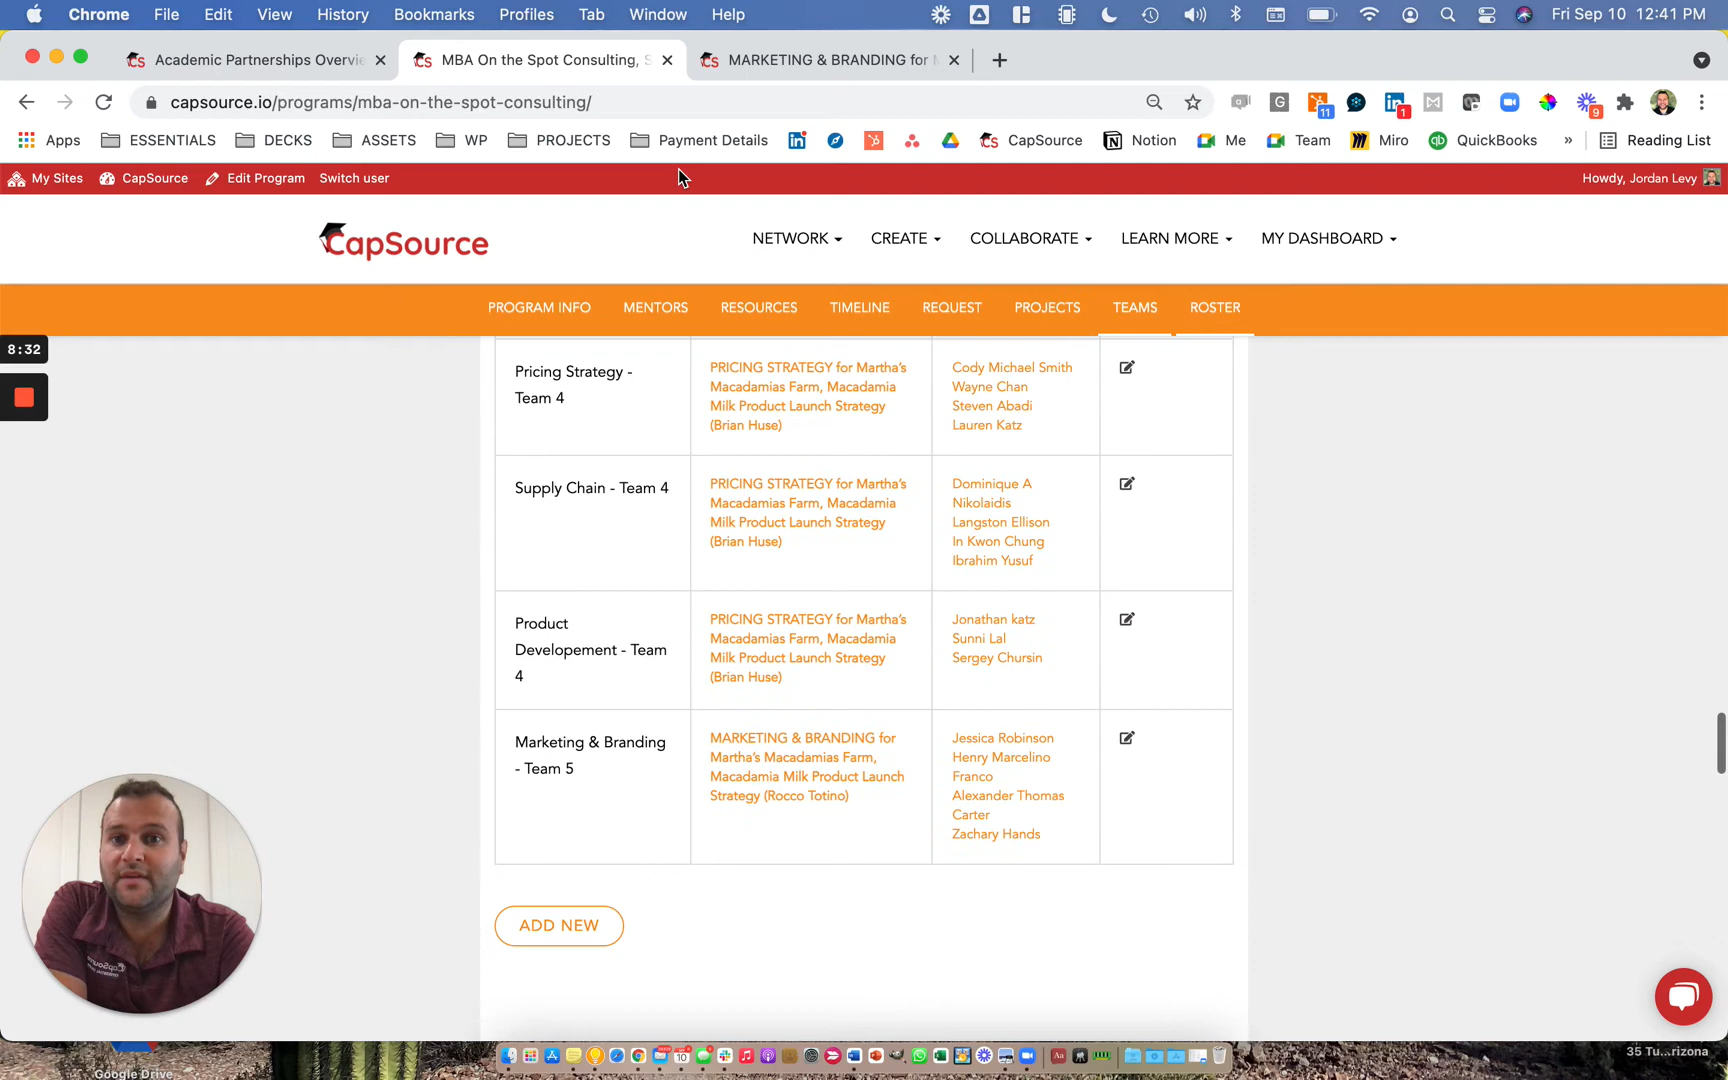 Chrome File Edit View History Bookmarks Profiles Tab Window Help Fri Sep 10 12:41 PM
Academic Partnerships Overvi MBA On the Spot Consulting, MARKETING & BRANDING for
capsource.io/programs/mba-on-the-spot-consulting/ 11 1 9
Apps ESSENTIALS DECKS ASSETS WP PROJECTS Payment Details CapSource Notion Me Team Miro QuickBooks » Reading List
My Sites CapSource Edit Program Switch user Howdy, Jordan Levy
CapSource NETWORK CREATE COLLABORATE LEARN MORE MY DASHBOARD
PROGRAM INFO MENTORS RESOURCES TIMELINE REQUEST PROJECTS TEAMS ROSTER
8:32
Pricing Strategy -
Team 4
PRICING STRATEGY for Martha's
Macadamias Farm, Macadamia
Milk Product Launch Strategy
(Brian Huse)
Cody Michael Smith
Wayne Chan
Steven Abadi
Lauren Katz
Supply Chain - Team 4
PRICING STRATEGY for Martha's
Macadamias Farm, Macadamia
Milk Product Launch Strategy
(Brian Huse)
Dominique A
Nikolaidis
Langston Ellison
In Kwon Chung
Ibrahim Yusuf
Product
Developement - Team
4
PRICING STRATEGY for Martha's
Macadamias Farm, Macadamia
Milk Product Launch Strategy
(Brian Huse)
Jonathan katz
Sunni Lal
Sergey Chursin
Marketing & Branding
- Team 5
MARKETING & BRANDING for
Martha's Macadamias Farm,
Macadamia Milk Product Launch
Strategy (Rocco Totino)
Jessica Robinson
Henry Marcelino
Franco
Alexander Thomas
Carter
Zachary Hands
ADD NEW
Google Drive
35 Tu...rizona